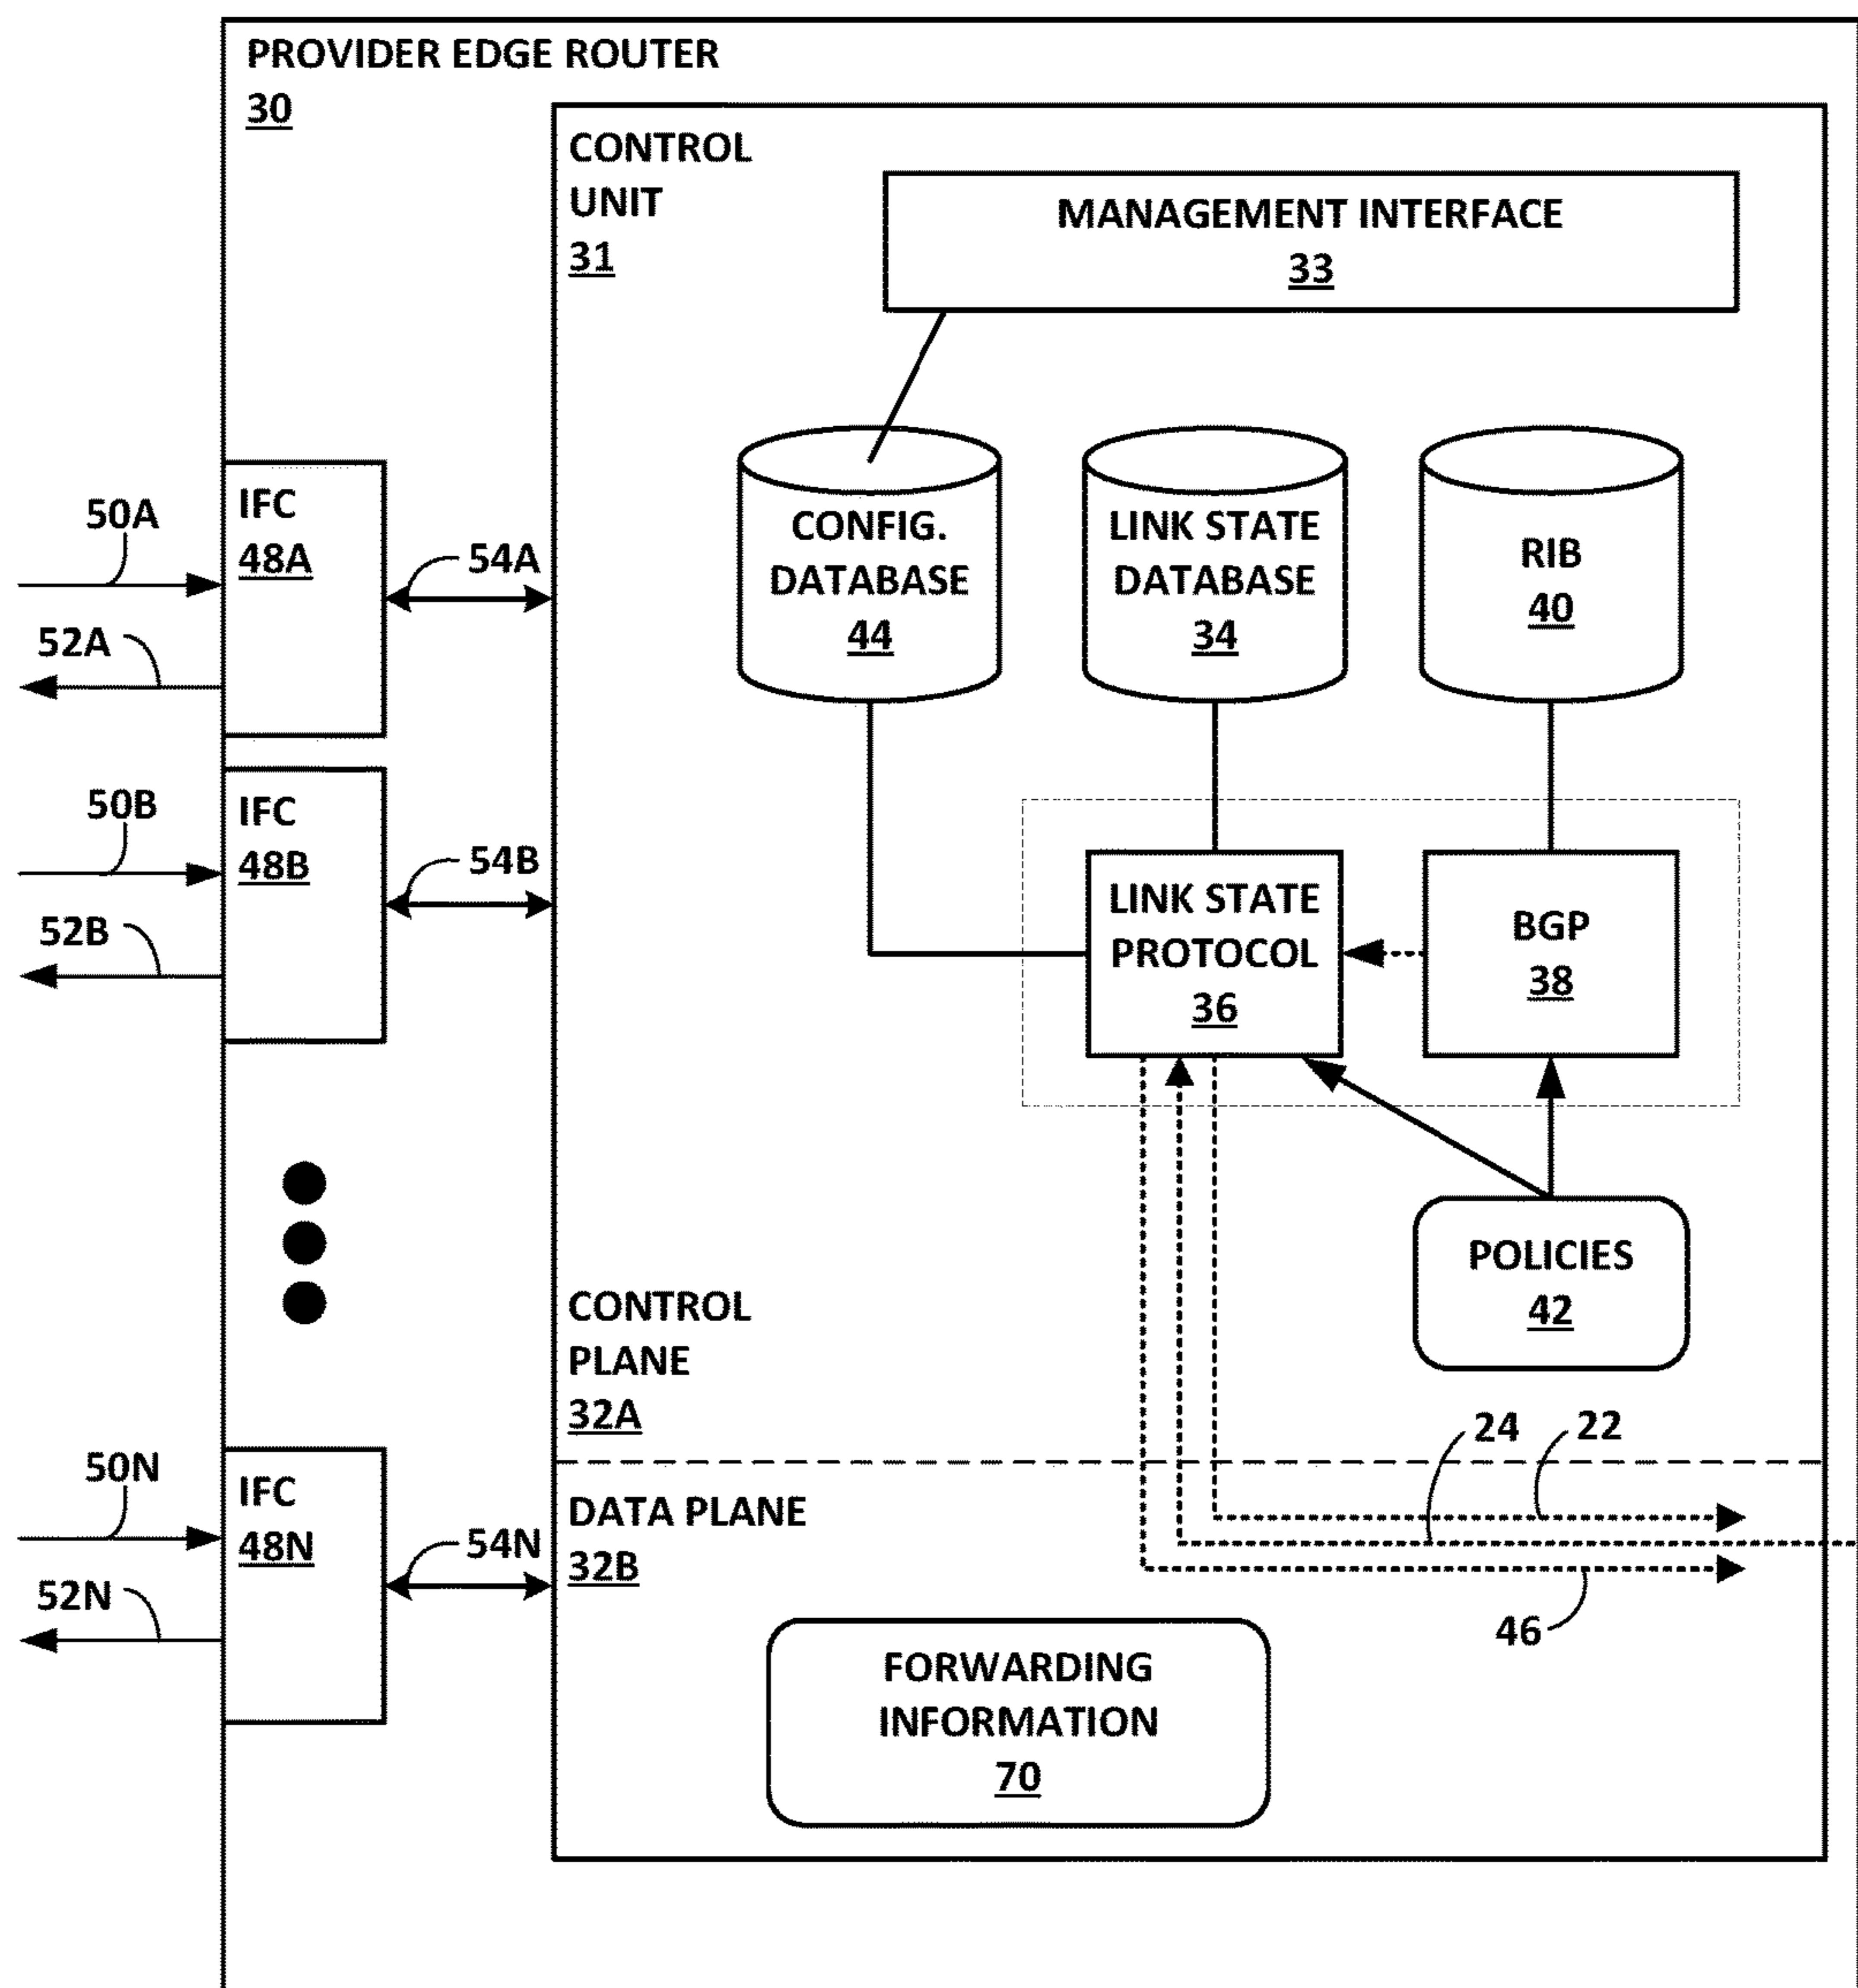 PROVIDER EDGE ROUTER
30
CONTROL
UNIT
31
MANAGEMENT INTERFACE
33
50A
52A
IFC
48A
54A
CONFIG.
DATABASE
44
LINK STATE
DATABASE
34
RIB
40
50B
52B
IFC
48B
54B
LINK STATE
PROTOCOL
36
BGP
38
POLICIES
42
CONTROL
PLANE
32A
24
22
50N
52N
IFC
48N
54N
DATA PLANE
32B
46
FORWARDING
INFORMATION
70